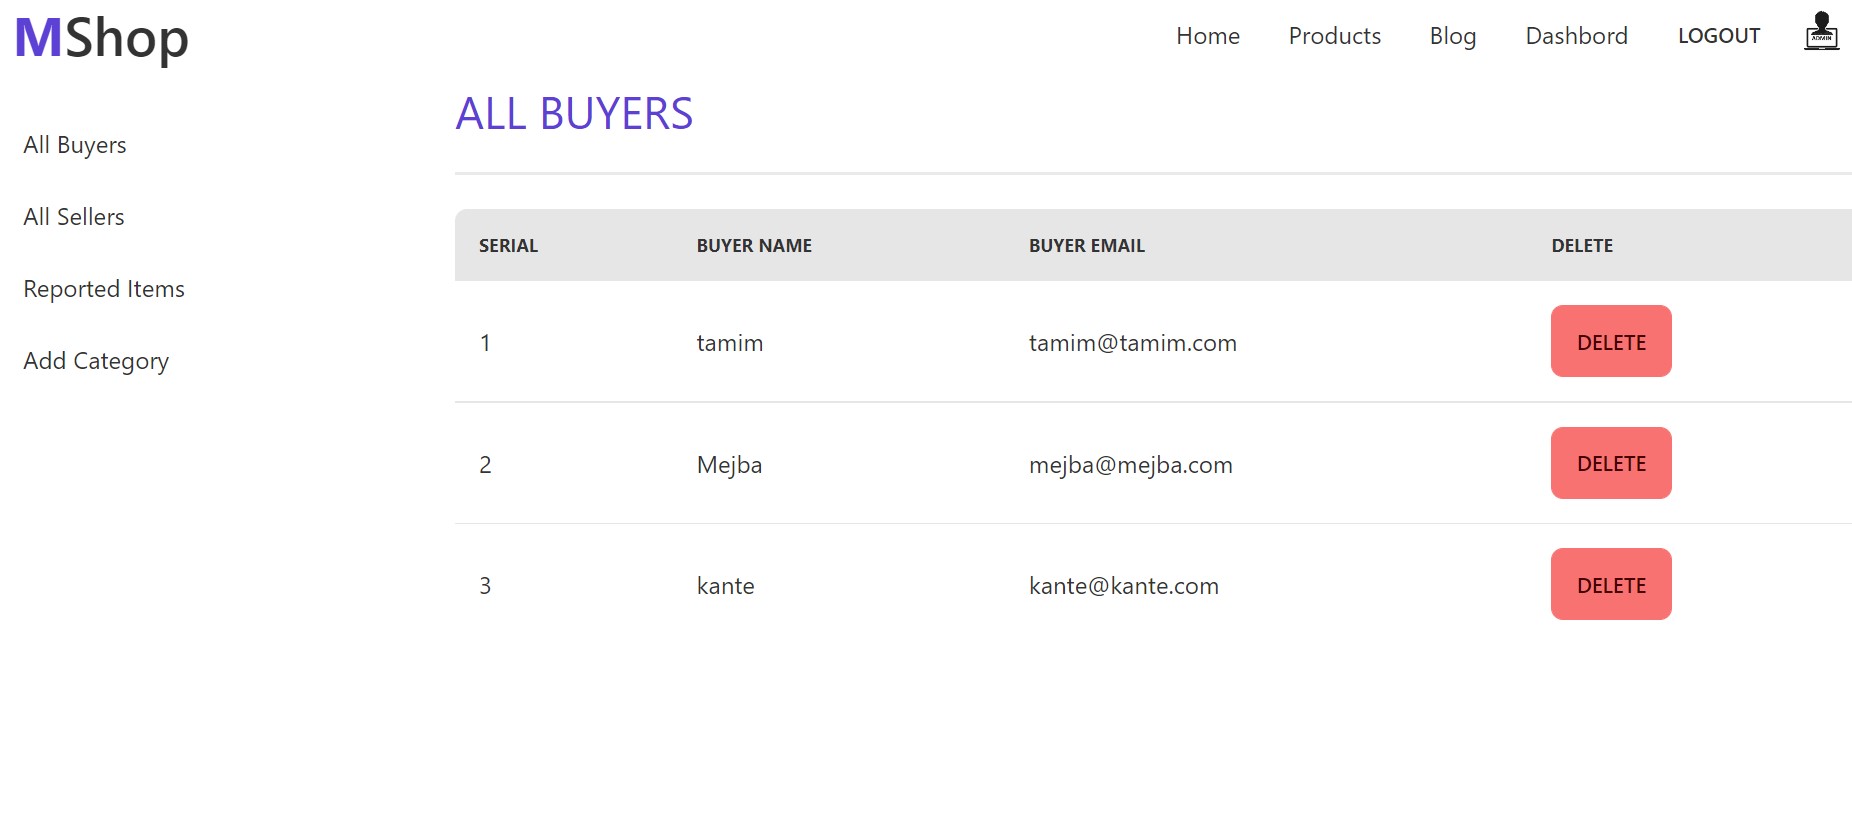 MShop
Home Products Blog Dashbord LOGOUT
ADMIN
All Buyers
All Sellers
Reported Items
Add Category
ALL BUYERS
SERIAL BUYER NAME BUYER EMAIL DELETE
1 tamim tamim@tamim.com DELETE
2 Mejba mejba@mejba.com DELETE
3 kante kante@kante.com DELETE